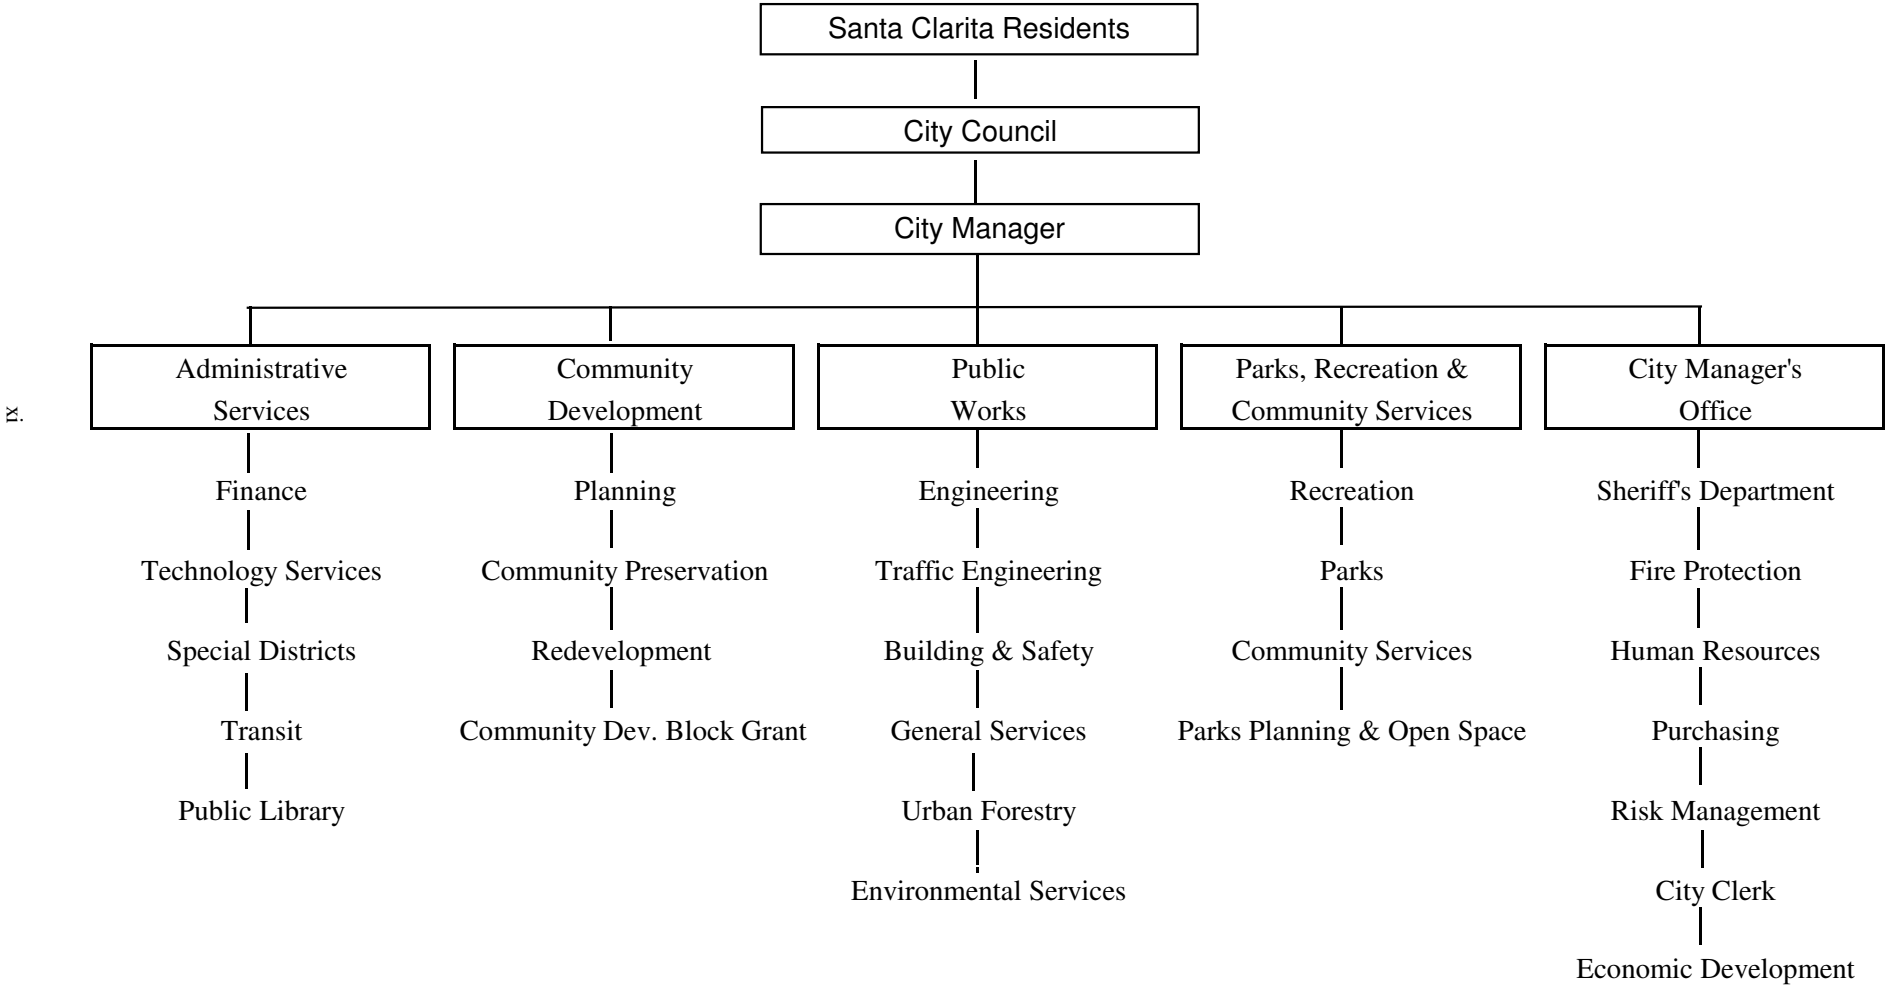 Santa Clarita Residents
City Council
City Manager
Administrative
Services
Finance
Technology Services
Special Districts
Transit
Public Library
Community
Development
Planning
Community Preservation
Redevelopment
Community Dev. Block Grant
Public
Works
Engineering
Traffic Engineering
Building & Safety
General Services
Urban Forestry
Environmental Services
Parks, Recreation &
Community Services
Recreation
Parks
Community Services
Parks Planning & Open Space
City Manager's
Office
Sheriff's Department
Fire Protection
Human Resources
Purchasing
Risk Management
City Clerk
Economic Development
xi